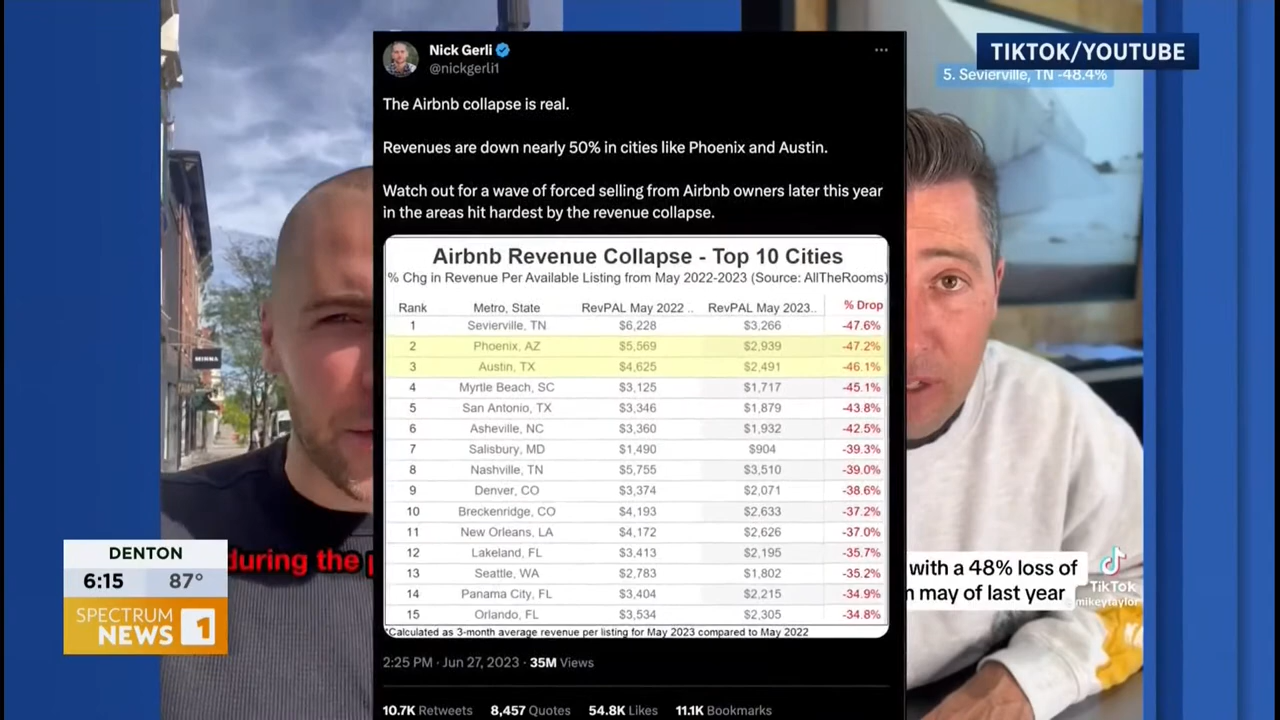 TIKTOK/YOUTUBE
5. Sevierville, TN -48.4%
Nick Gerli
@nickgerli1
The Airbnb collapse is real.
Revenues are down nearly 50% in cities like Phoenix and Austin.
Watch out for a wave of forced selling from Airbnb owners later this year
in the areas hit hardest by the revenue collapse.
Airbnb Revenue Collapse - Top 10 Cities
% Chg in Revenue Per Available Listing from May 2022-2023 (Source: AllTheRooms)
Rank Metro, State RevPAL May 2022 .. RevPAL May 2023.. % Drop
1 Sevierville, TN $6,228 $3,266 -47.6%
2 Phoenix, AZ $5,569 $2,939 -47.2%
3 Austin, TX $4,625 $2,491 -46.1%
4 Myrtle Beach, SC $3,125 $1,717 -45.1%
5 San Antonio, TX $3,346 $1,879 -43.8%
6 Asheville, NC $3,360 $1,932 -42.5%
7 Salisbury, MD $1,490 $904 -39.3%
8 Nashville, TN $5,755 $3,510 -39.0%
9 Denver, CO $3,374 $2,071 -38.6%
10 Breckenridge, CO $4,193 $2,633 -37.2%
11 New Orleans, LA $4,172 $2,626 -37.0%
12 Lakeland, FL $3,413 $2,195 -35.7%
13 Seattle, WA $2,783 $1,802 -35.2%
14 Panama City, FL $3,404 $2,215 -34.9%
15 Orlando, FL $3,534 $2,305 -34.8%
*Calculated as 3-month average revenue per listing for May 2023 compared to May 2022
2:25 PM · Jun 27, 2023 · 35M Views
10.7K Retweets 8,457 Quotes 54.8K Likes 11.1K Bookmarks
during the
with a 48% loss of
may of last year
TikTok
mikeytaylor
DENTON
6:15 87°
SPECTRUM
NEWS 1